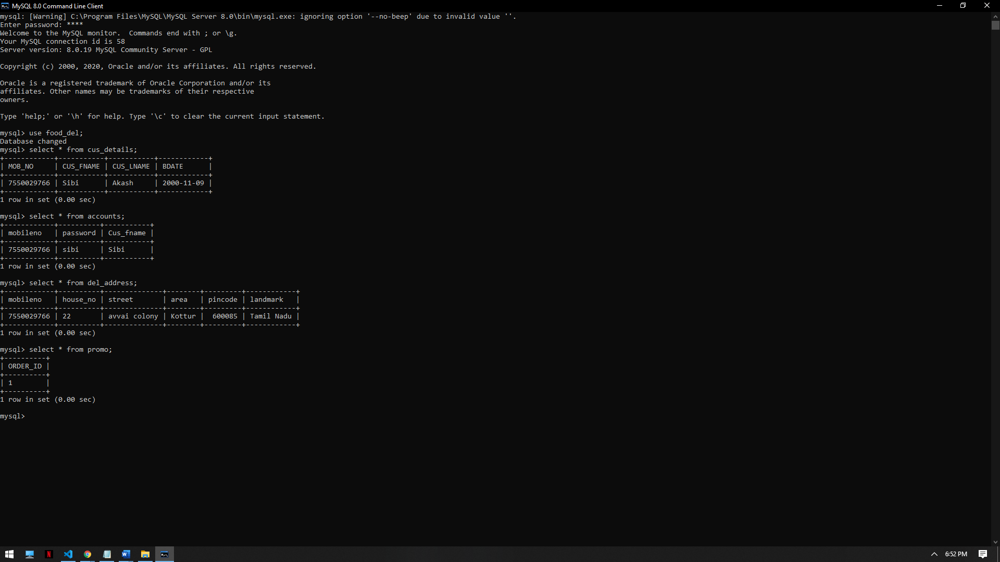 MySQL 8.0 Command Line Client
mysql: [Warning] C:\Program Files\MySQL\MySQL Server 8.0\bin\mysql.exe: ignoring option '--no-beep' due to invalid value ''.
Enter password: ****
Welcome to the MySQL monitor.  Commands end with ; or \g.
Your MySQL connection id is 58
Server version: 8.0.19 MySQL Community Server - GPL

Copyright (c) 2000, 2020, Oracle and/or its affiliates. All rights reserved.

Oracle is a registered trademark of Oracle Corporation and/or its
affiliates. Other names may be trademarks of their respective
owners.

Type 'help;' or '\h' for help. Type '\c' to clear the current input statement.

mysql> use food_del;
Database changed
mysql> select * from cus_details;
+------------+-----------+-----------+------------+
| MOB_NO     | CUS_FNAME | CUS_LNAME | BDATE      |
+------------+-----------+-----------+------------+
| 7550029766 | Sibi      | Akash     | 2000-11-09 |
+------------+-----------+-----------+------------+
1 row in set (0.00 sec)

mysql> select * from accounts;
+------------+----------+-----------+
| mobileno   | password | Cus_fname |
+------------+----------+-----------+
| 7550029766 | sibi     | Sibi      |
+------------+----------+-----------+
1 row in set (0.00 sec)

mysql> select * from del_address;
+------------+----------+--------------+--------+---------+------------+
| mobileno   | house_no | street       | area   | pincode | landmark   |
+------------+----------+--------------+--------+---------+------------+
| 7550029766 | 22       | avvai colony | Kottur |  600085 | Tamil Nadu |
+------------+----------+--------------+--------+---------+------------+
1 row in set (0.00 sec)

mysql> select * from promo;
+----------+
| ORDER_ID |
+----------+
| 1        |
+----------+
1 row in set (0.00 sec)

mysql>
6:52 PM